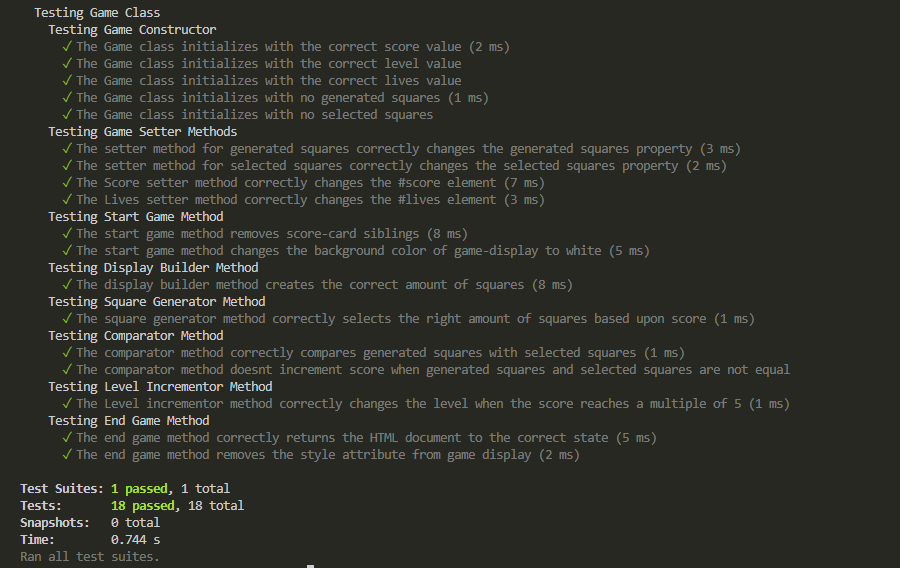 Testing Game Class
Testing Game Constructor
✓ The Game class initializes with the correct score value (2 ms)
✓ The Game class initializes with the correct level value
✓ The Game class initializes with the correct lives value
✓ The Game class initializes with no generated squares (1 ms)
✓ The Game class initializes with no selected squares
Testing Game Setter Methods
✓ The setter method for generated squares correctly changes the generated squares property (3 ms)
✓ The setter method for selected squares correctly changes the selected squares property (2 ms)
✓ The Score setter method correctly changes the #score element (7 ms)
✓ The Lives setter method correctly changes the #lives element (3 ms)
Testing Start Game Method
✓ The start game method removes score-card siblings (8 ms)
✓ The start game method changes the background color of game-display to white (5 ms)
Testing Display Builder Method
✓ The display builder method creates the correct amount of squares (8 ms)
Testing Square Generator Method
✓ The square generator method correctly selects the right amount of squares based upon score (1 ms)
Testing Comparator Method
✓ The comparator method correctly compares generated squares with selected squares (1 ms)
✓ The comparator method doesnt increment score when generated squares and selected squares are not equal
Testing Level Incrementor Method
✓ The Level incrementor method correctly changes the level when the score reaches a multiple of 5 (1 ms)
Testing End Game Method
✓ The end game method correctly returns the HTML document to the correct state (5 ms)
✓ The end game method removes the style attribute from game display (2 ms)
Test Suites: 1 passed, 1 total
Tests: 18 passed, 18 total
Snapshots: 0 total
Time: 0.744 s
Ran all test suites.